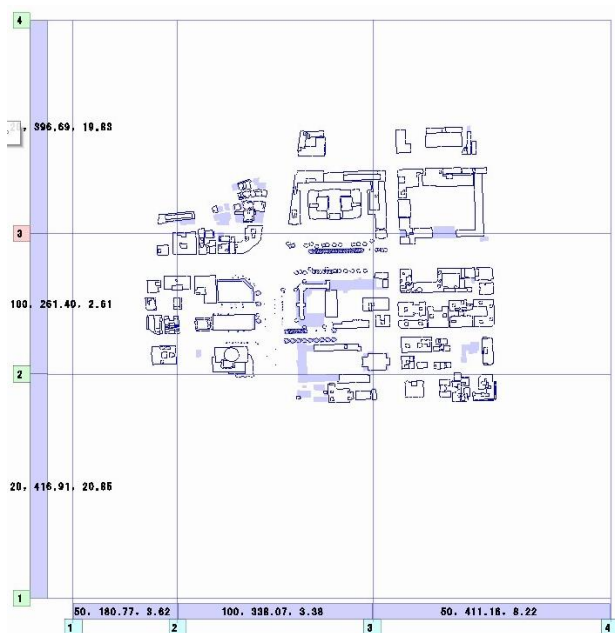 4
396.69, 19.83
3
100, 261.40, 2.61
2
20, 416.91, 20.85
1
50, 180.77, 3.62 100, 338.07, 3.38 50, 411.16, 8.22
1 2 3 4